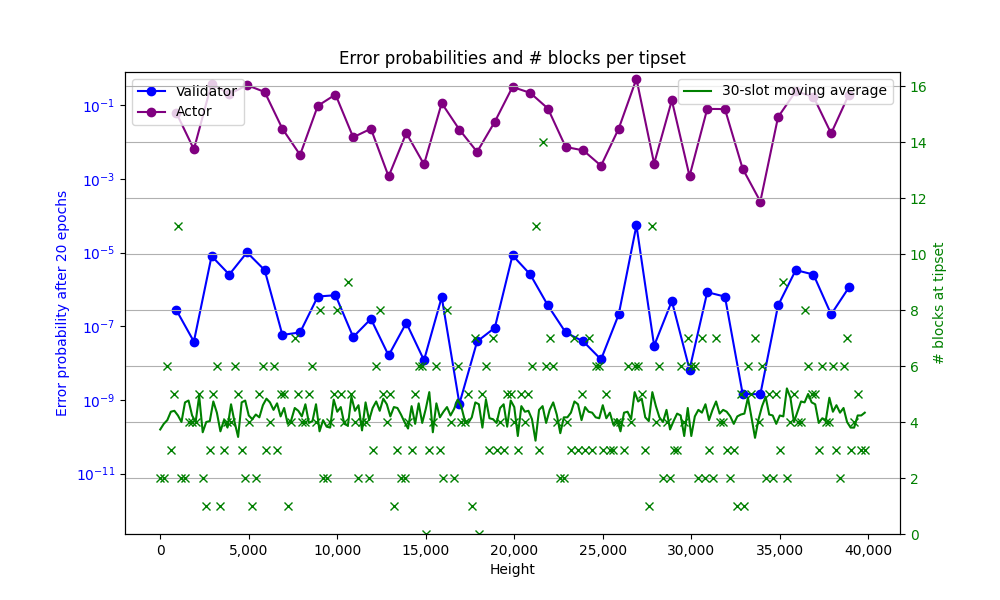 Error probabilities and # blocks per tipset
Validator
Actor
30-slot moving average
Error probability after 20 epochs
10⁻¹
10⁻³
10⁻⁵
10⁻⁷
10⁻⁹
10⁻¹¹
16
14
12
10
8
6
4
2
0
# blocks at tipset
0 5,000 10,000 15,000 20,000 25,000 30,000 35,000 40,000
Height